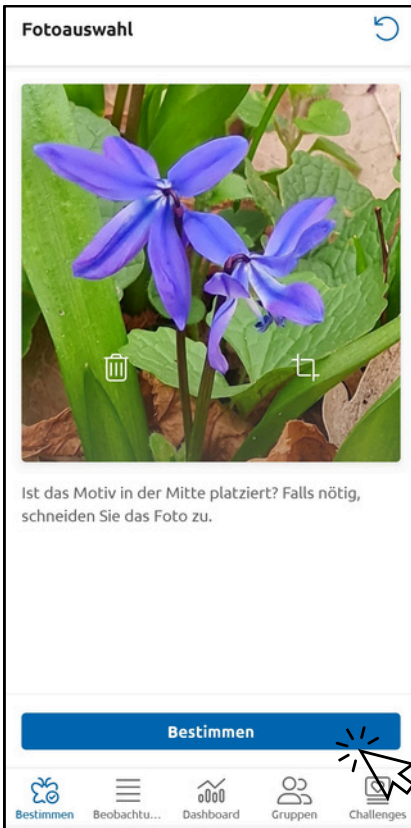 Fotoauswahl
Ist das Motiv in der Mitte platziert? Falls nötig,
schneiden Sie das Foto zu.
Bestimmen
Bestimmen Beobachtu... Dashboard Gruppen Challenges